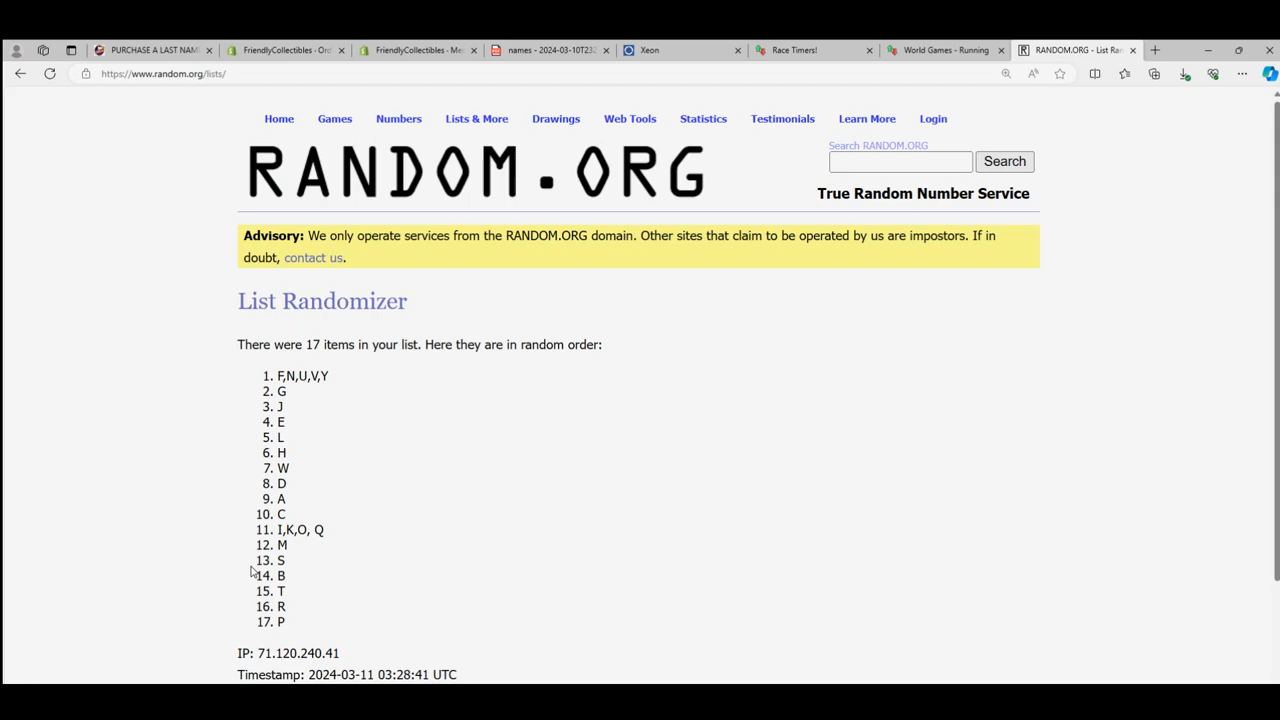 PURCHASE A LAST NAM
FriendlyCollectibles - Ord
FriendlyCollectibles - Me
names - 2024-03-10T232
Xeon
Race Timers!
World Games - Running
RANDOM.ORG - List Ran
https://www.random.org/lists/
Home Games Numbers Lists & More Drawings Web Tools Statistics Testimonials Learn More Login
RANDOM.ORG
Search RANDOM.ORG
Search
True Random Number Service
Advisory: We only operate services from the RANDOM.ORG domain. Other sites that claim to be operated by us are impostors. If in
doubt, contact us.
List Randomizer
There were 17 items in your list. Here they are in random order:
1. F,N,U,V,Y
2. G
3. J
4. E
5. L
6. H
7. W
8. D
9. A
10. C
11. I,K,O, Q
12. M
13. S
14. B
15. T
16. R
17. P
IP: 71.120.240.41
Timestamp: 2024-03-11 03:28:41 UTC